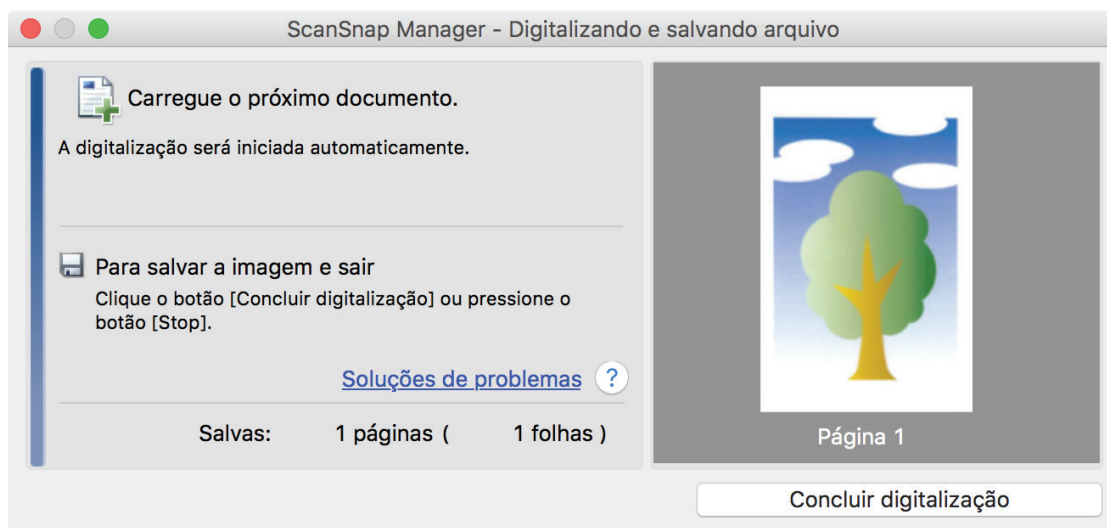 ScanSnap Manager - Digitalizando e salvando arquivo
Carregue o próximo documento.
A digitalização será iniciada automaticamente.
Para salvar a imagem e sair
Clique o botão [Concluir digitalização] ou pressione o
botão [Stop].
Soluções de problemas ?
Salvas: 1 páginas ( 1 folhas )
Página 1
Concluir digitalização